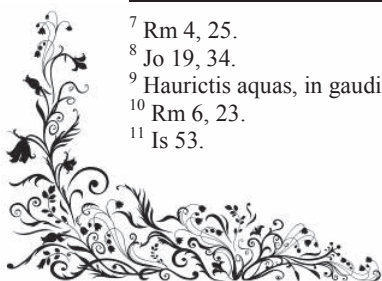 ⁷ Rm 4, 25.
⁸ Jo 19, 34.
⁹ Haurictis aquas, in gaudi
¹⁰ Rm 6, 23.
¹¹ Is 53.